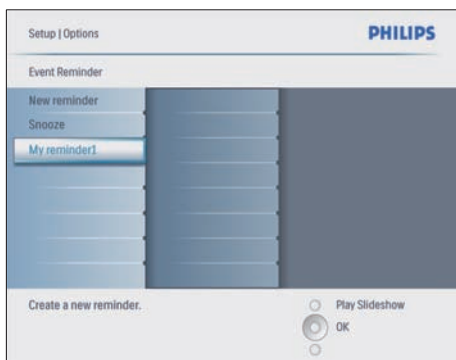 Setup | Options
PHILIPS
Event Reminder
New reminder
Snooze
My reminder1
Create a new reminder.
Play Slideshow
OK